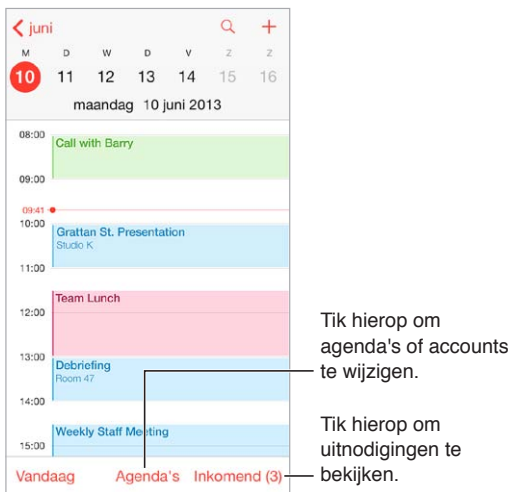 juni
M D W D V Z Z
10 11 12 13 14 15 16
maandag 10 juni 2013
08:00
Call with Barry
09:00
09:41
10:00
Grattan St. Presentation
Studio K
11:00
Team Lunch
12:00
13:00
Debriefing
Room 47
14:00
Weekly Staff Meeting
15:00
Vandaag Agenda's Inkomend (3)
Tik hierop om
agenda's of accounts
te wijzigen.
Tik hierop om
uitnodigingen te
bekijken.